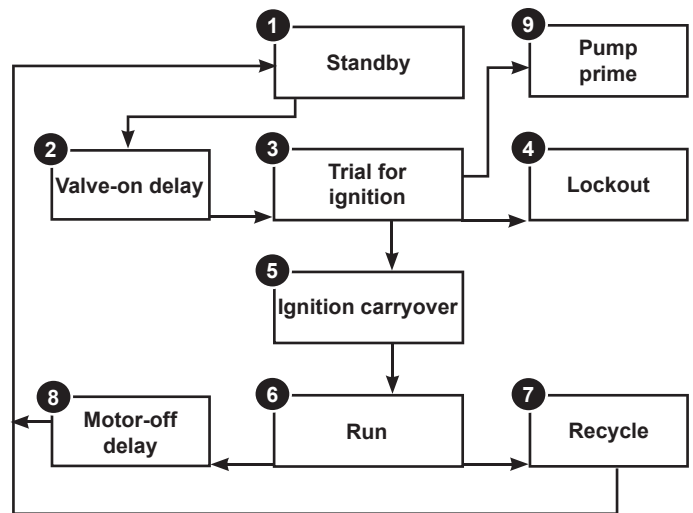 1
Standby
9
Pump
prime
2
Valve-on delay
3
Trial for
ignition
4
Lockout
5
Ignition carryover
8
Motor-off
delay
6
Run
7
Recycle